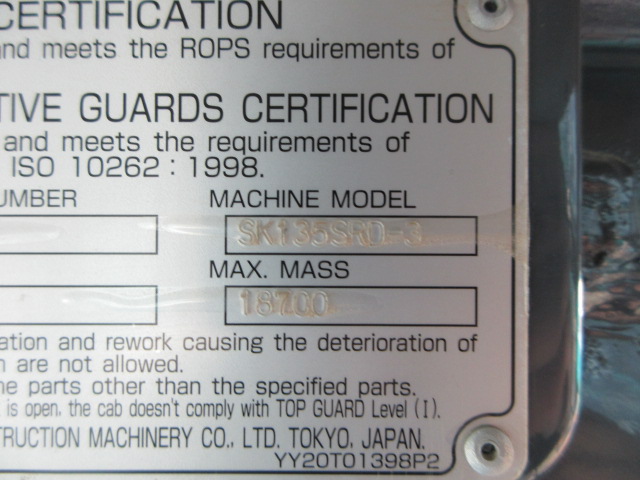 CERTIFICATION
and meets the ROPS requirements of
TIVE GUARDS CERTIFICATION
and meets the requirements of
ISO 10262 : 1998.
UMBER MACHINE MODEL
SK135SRD-3
MAX. MASS
18700
ation and rework causing the deterioration of
n are not allowed.
ne parts other than the specified parts.
is open, the cab doesn't comply with TOP GUARD Level (I).
STRUCTION MACHINERY CO., LTD. TOKYO, JAPAN.
YY20T01398P2